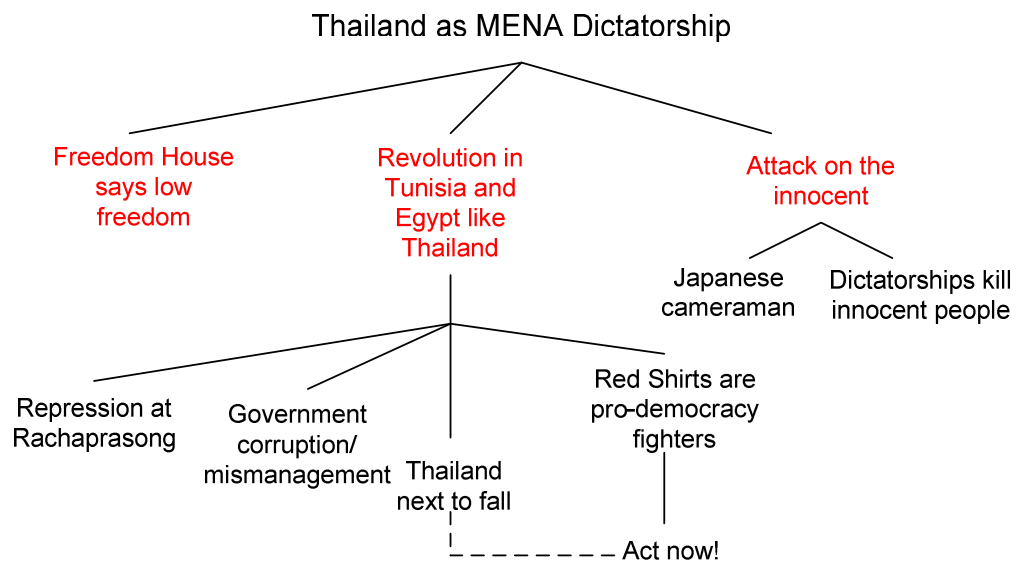 Thailand as MENA Dictatorship
Freedom House
says low
freedom
Revolution in
Tunisia and
Egypt like
Thailand
Attack on the
innocent
Japanese
cameraman
Dictatorships kill
innocent people
Repression at
Rachaprasong
Government
corruption/
mismanagement
Thailand
next to fall
Red Shirts are
pro-democracy
fighters
Act now!